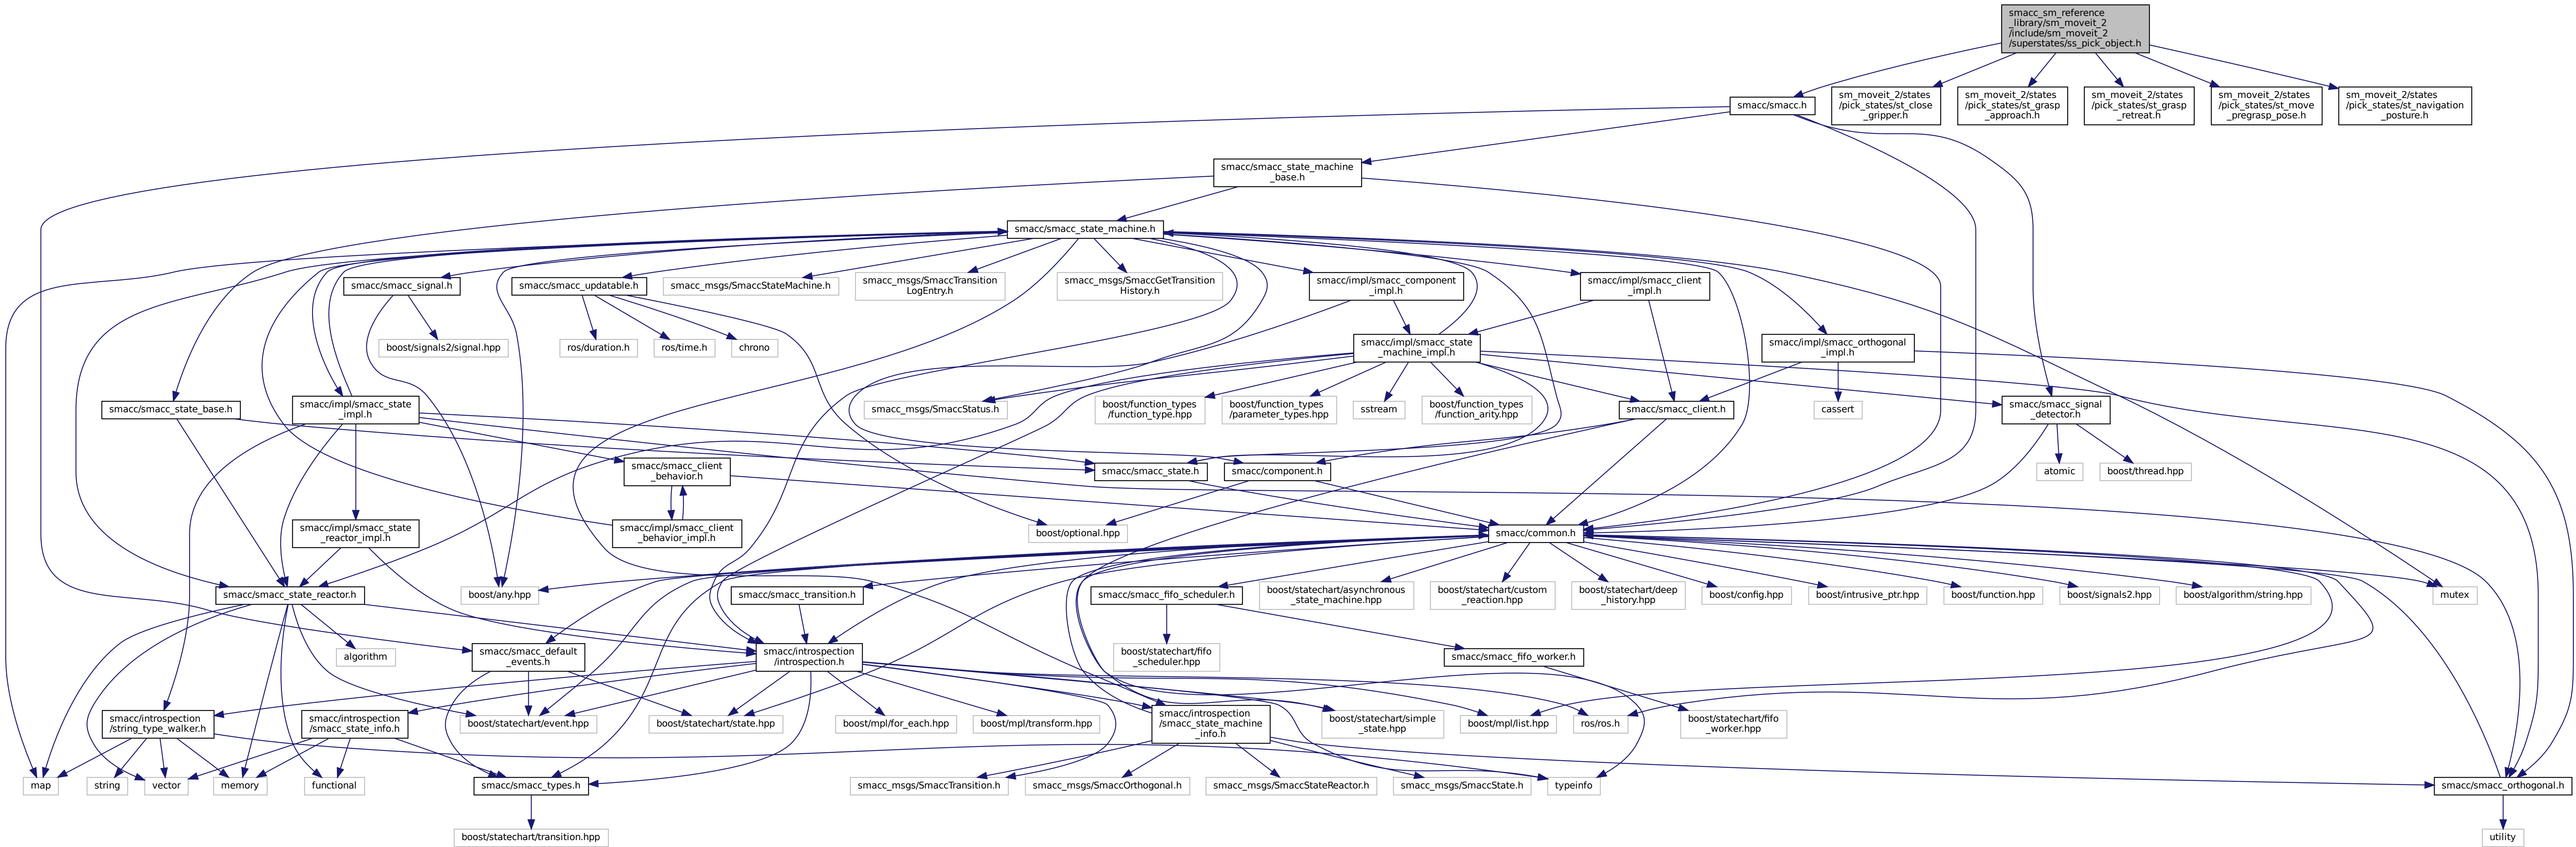 smacc_sm_reference
_library/sm_moveit_2
/include/sm_moveit_2
/superstates/ss_pick_object.h
smacc/smacc.h
sm_moveit_2/states
/pick_states/st_close
_gripper.h
sm_moveit_2/states
/pick_states/st_grasp
_approach.h
sm_moveit_2/states
/pick_states/st_grasp
_retreat.h
sm_moveit_2/states
/pick_states/st_move
_pregrasp_pose.h
sm_moveit_2/states
/pick_states/st_navigation
_posture.h
smacc/smacc_state_machine
_base.h
smacc/smacc_state_machine.h
smacc/smacc_signal.h
smacc/smacc_updatable.h
smacc_msgs/SmaccStateMachine.h
smacc_msgs/SmaccTransition
LogEntry.h
smacc_msgs/SmaccGetTransition
History.h
smacc/impl/smacc_component
_impl.h
smacc/impl/smacc_client
_impl.h
boost/signals2/signal.hpp
ros/duration.h
ros/time.h
chrono
smacc/impl/smacc_state
_machine_impl.h
smacc/impl/smacc_orthogonal
_impl.h
smacc/smacc_state_base.h
smacc/impl/smacc_state
_impl.h
smacc_msgs/SmaccStatus.h
boost/function_types
/function_type.hpp
boost/function_types
/parameter_types.hpp
sstream
boost/function_types
/function_arity.hpp
smacc/smacc_client.h
cassert
smacc/smacc_signal
_detector.h
smacc/smacc_client
_behavior.h
smacc/smacc_state.h
smacc/component.h
atomic
boost/thread.hpp
smacc/impl/smacc_state
_reactor_impl.h
smacc/impl/smacc_client
_behavior_impl.h
boost/optional.hpp
smacc/common.h
smacc/smacc_state_reactor.h
boost/any.hpp
smacc/smacc_transition.h
smacc/smacc_fifo_scheduler.h
boost/statechart/asynchronous
_state_machine.hpp
boost/statechart/custom
_reaction.hpp
boost/statechart/deep
_history.hpp
boost/config.hpp
boost/intrusive_ptr.hpp
boost/function.hpp
boost/signals2.hpp
boost/algorithm/string.hpp
mutex
algorithm
smacc/smacc_default
_events.h
smacc/introspection
/introspection.h
boost/statechart/fifo
_scheduler.hpp
smacc/smacc_fifo_worker.h
smacc/introspection
/string_type_walker.h
smacc/introspection
/smacc_state_info.h
boost/statechart/event.hpp
boost/statechart/state.hpp
boost/mpl/for_each.hpp
boost/mpl/transform.hpp
smacc/introspection
/smacc_state_machine
_info.h
boost/statechart/simple
_state.hpp
boost/mpl/list.hpp
ros/ros.h
boost/statechart/fifo
_worker.hpp
map
string
vector
memory
functional
smacc/smacc_types.h
smacc_msgs/SmaccTransition.h
smacc_msgs/SmaccOrthogonal.h
smacc_msgs/SmaccStateReactor.h
smacc_msgs/SmaccState.h
typeinfo
smacc/smacc_orthogonal.h
boost/statechart/transition.hpp
utility